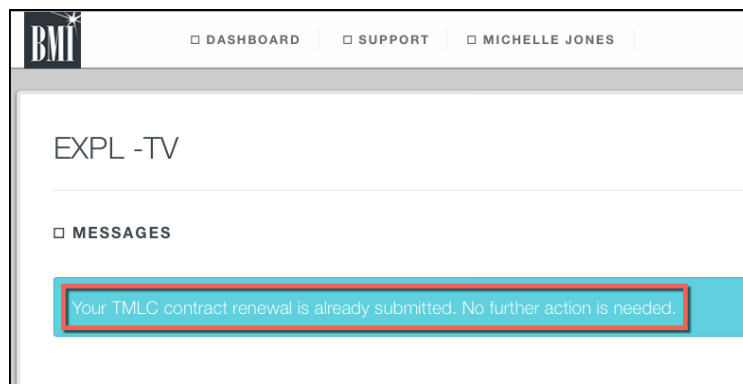 BMI
DASHBOARD SUPPORT MICHELLE JONES
EXPL -TV
MESSAGES
Your TMLC contract renewal is already submitted. No further action is needed.